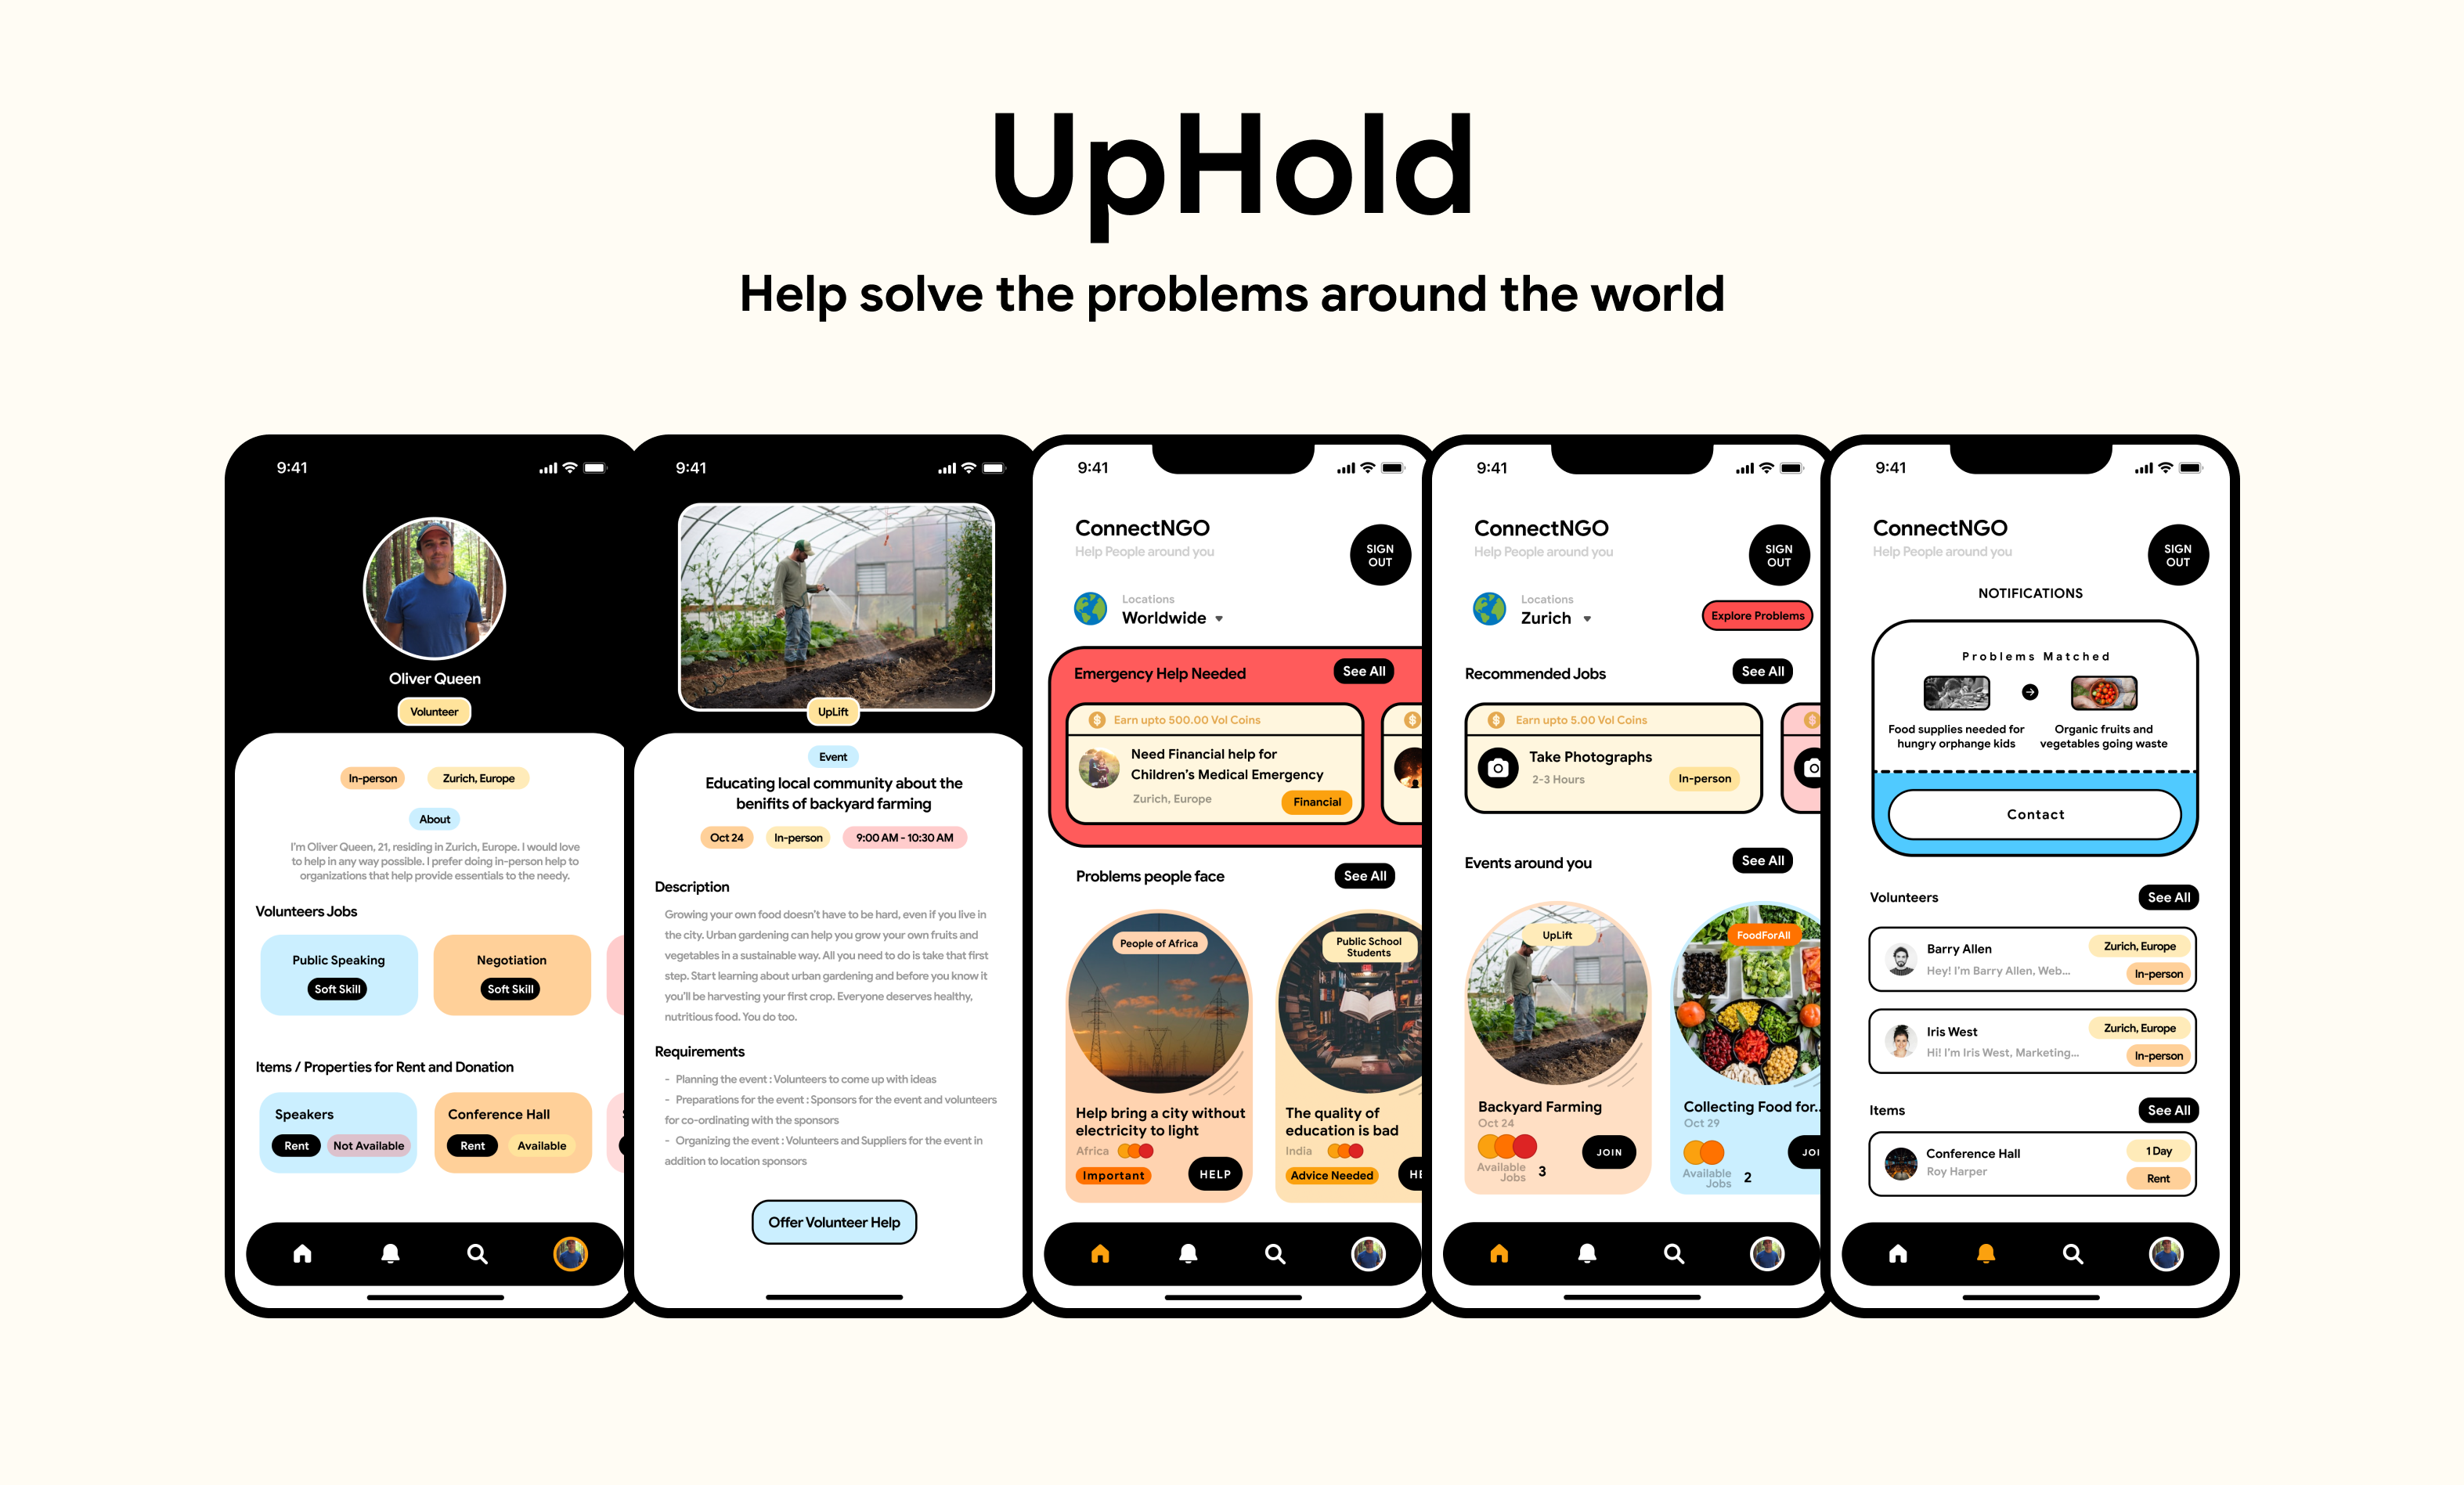 UpHold
Help solve the problems around the world
9:41
Oliver Queen
Volunteer
In-person
Zurich, Europe
About
I'm Oliver Queen, 21, residing in Zurich, Europe. I would love
to help in any way possible. I prefer doing in-person help to
organizations that help provide essentials to the needy.
Volunteers Jobs
Public Speaking
Soft Skill
Negotiation
Soft Skill
Items / Properties for Rent and Donation
Speakers
Rent
Not Available
Conference Hall
Rent
Available
9:41
UpLift
Event
Educating local community about the
benifits of backyard farming
Oct 24
In-person
9:00 AM - 10:30 AM
Description
Growing your own food doesn't have to be hard, even if you live in
the city. Urban gardening can help you grow your own fruits and
vegetables in a sustainable way. All you need to do is take that first
step. Start learning about urban gardening and before you know it
you'll be harvesting your first crop. Everyone deserves healthy,
nutritious food. You do too.
Requirements
- Planning the event : Volunteers to come up with ideas
- Preparations for the event : Sponsors for the event and volunteers
for co-ordinating with the sponsors
- Organizing the event : Volunteers and Suppliers for the event in
addition to location sponsors
Offer Volunteer Help
9:41
ConnectNGO
Help People around you
SIGN
OUT
Locations
Worldwide
Emergency Help Needed
See All
Earn upto 500.00 Vol Coins
Need Financial help for
Children's Medical Emergency
Zurich, Europe
Financial
Problems people face
See All
People of Africa
Help bring a city without
electricity to light
Africa
Important
HELP
Public School
Students
The quality of
education is bad
India
Advice Needed
HE
9:41
ConnectNGO
Help People around you
SIGN
OUT
Locations
Zurich
Explore Problems
Recommended Jobs
See All
Earn upto 5.00 Vol Coins
Take Photographs
2-3 Hours
In-person
Events around you
See All
UpLift
Backyard Farming
Oct 24
Available
Jobs
3
JOIN
FoodForAll
Collecting Food for..
Oct 29
Available
Jobs
2
JOI
9:41
ConnectNGO
Help People around you
SIGN
OUT
NOTIFICATIONS
Problems Matched
Food supplies needed for
hungry orphange kids
Organic fruits and
vegetables going waste
Contact
Volunteers
See All
Barry Allen
Hey! I'm Barry Allen, Web...
Zurich, Europe
In-person
Iris West
Hi! I'm Iris West, Marketing...
Zurich, Europe
In-person
Items
See All
Conference Hall
Roy Harper
1 Day
Rent